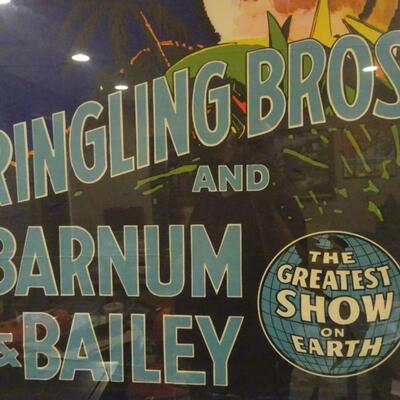 RINGLING BROS
AND
BARNUM
& BAILEY
THE
GREATEST
SHOW
ON
EARTH